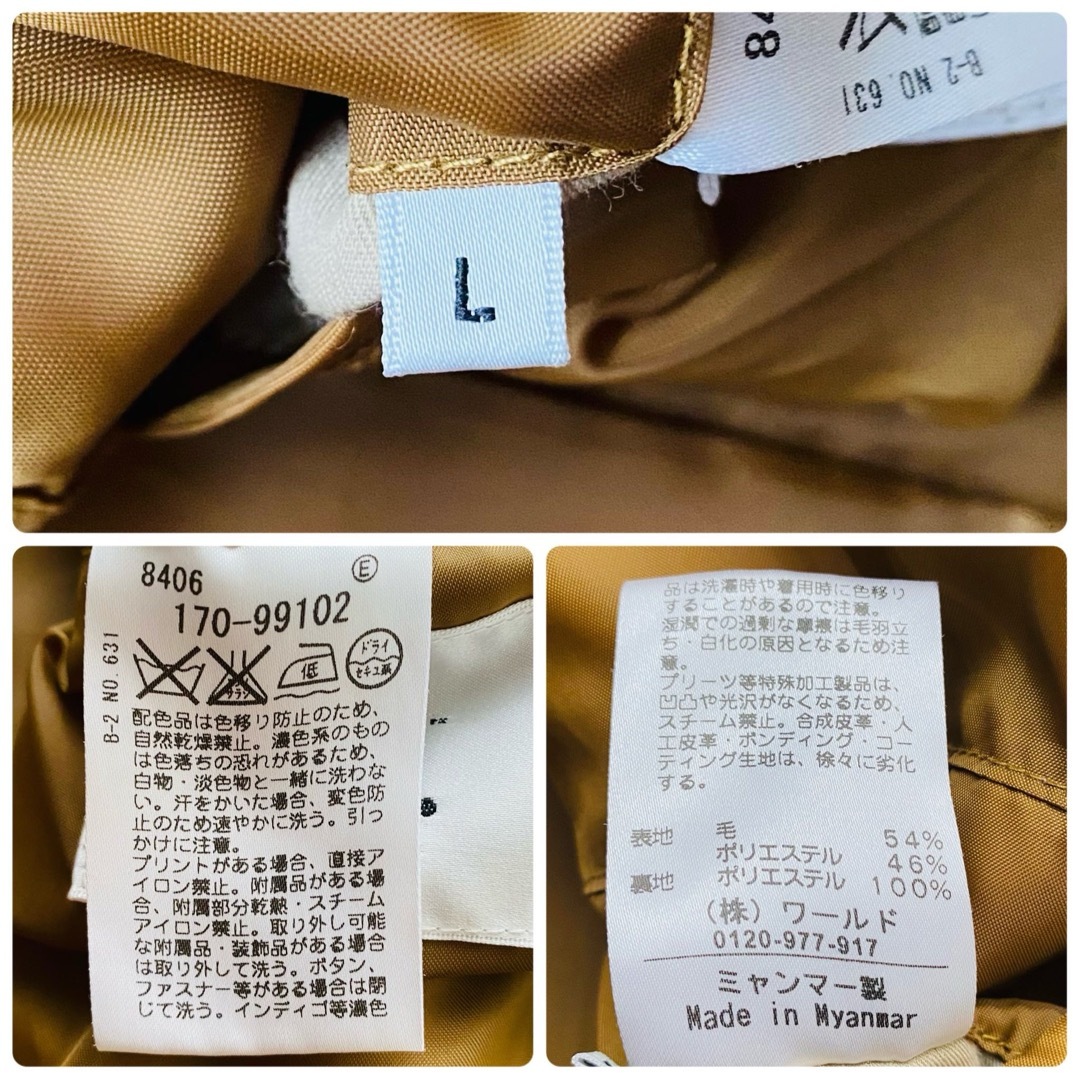 84
B-2 NO.631
L
8406 Ⓔ
170-99102
サラシ
低
ドライ
セキユ系
B-2 NO.631
配色品は色移り防止のため、
自然乾燥禁止。濃色系のもの
は色落ちの恐れがあるため、
白物・淡色物と一緒に洗わな
い。汗をかいた場合、変色防
止のため速やかに洗う。引っ
かけに注意。
プリントがある場合、直接ア
イロン禁止。附属品がある場
合、附属部分乾熱・スチーム
アイロン禁止。取り外し可能
な附属品・装飾品がある場合
は取り外して洗う。ボタン、
ファスナー等がある場合は閉
じて洗う。インディゴ等濃色
品は洗濯時や着用時に色移り
することがあるので注意。
湿潤での過剰な摩擦は毛羽立
ち・白化の原因となるため注
意。
プリーツ等特殊加工製品は、
凹凸や光沢がなくなるため、
スチーム禁止。合成皮革・人
工皮革・ボンディング・コー
ティング生地は、徐々に劣化
する。
表地 毛 54%
ポリエステル 46%
裏地 ポリエステル 100%
(株)ワールド
0120-977-917
ミャンマー製
Made in Myanmar